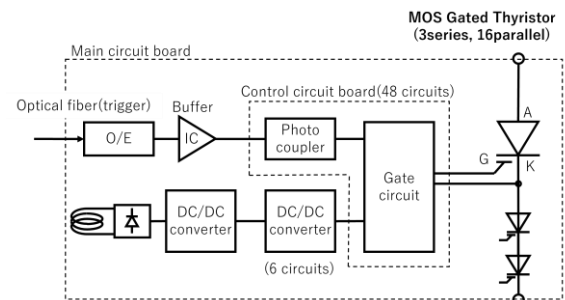 MOS Gated Thyristor
(3series, 16parallel)
Main circuit board
Optical fiber(trigger)
Buffer
Control circuit board(48 circuits)
O/E
IC
Photo
coupler
Gate
circuit
A
G
K
DC/DC
converter
DC/DC
converter
(6 circuits)